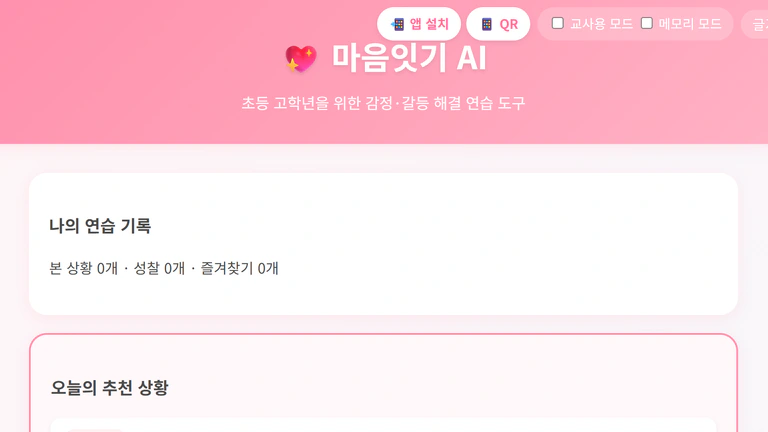 앱 설치
QR
교사용 모드
메모리 모드
마음잇기 AI
초등 고학년을 위한 감정·갈등 해결 연습 도구
나의 연습 기록
본 상황 0개 · 성찰 0개 · 즐겨찾기 0개
오늘의 추천 상황